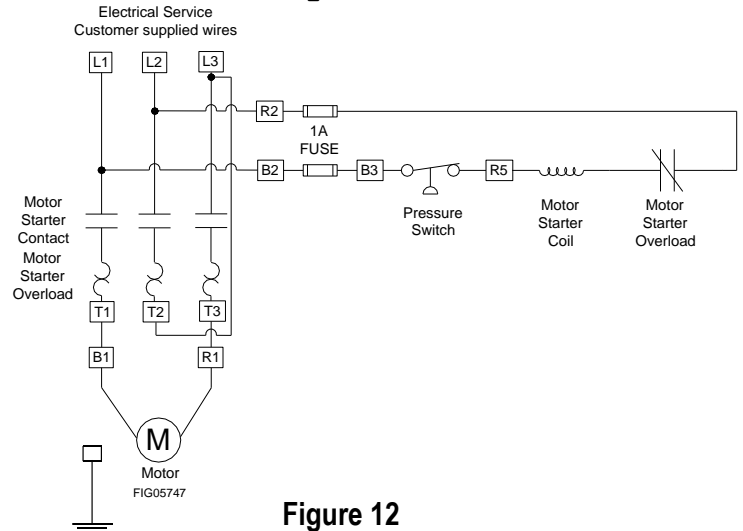 Electrical Service
Customer supplied wires
L1
L2
L3
R2
1A
FUSE
B2
B3
R5
Pressure
Switch
Motor
Starter
Coil
Motor
Starter
Overload
Motor
Starter
Contact
Motor
Starter
Overload
T1
T2
T3
B1
R1
M
Motor
FIG05747
Figure 12